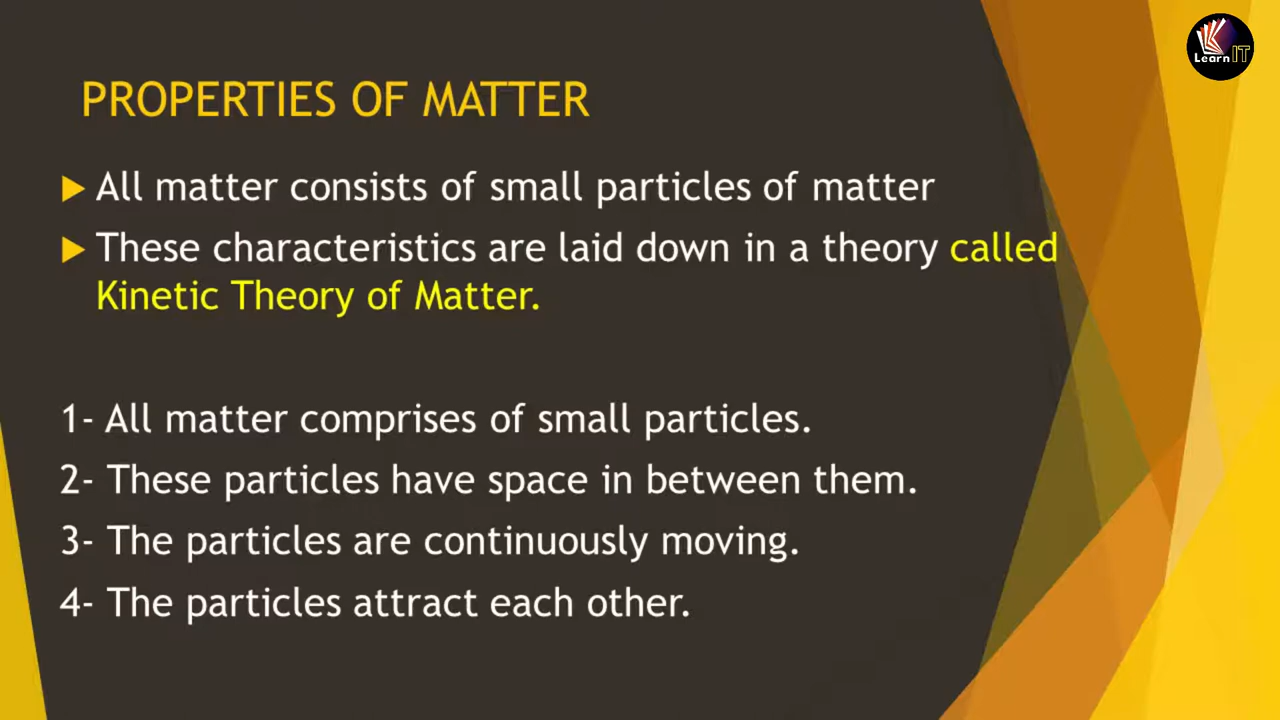 Learn IT
PROPERTIES OF MATTER
All matter consists of small particles of matter
These characteristics are laid down in a theory called
Kinetic Theory of Matter.
1- All matter comprises of small particles.
2- These particles have space in between them.
3- The particles are continuously moving.
4- The particles attract each other.